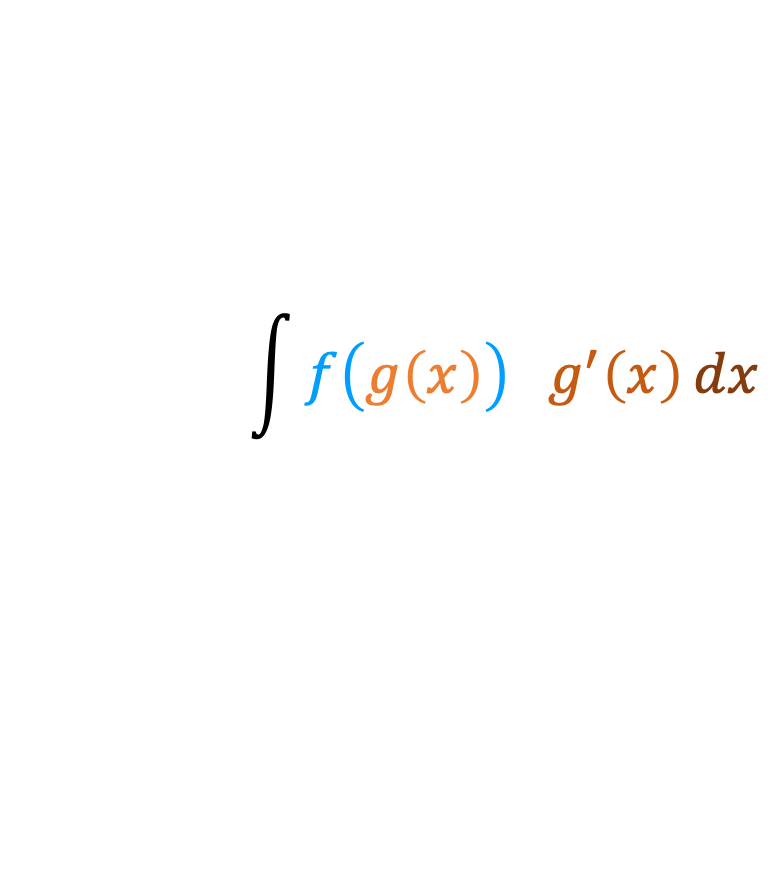 ∫ f(g(x)) g′(x) dx